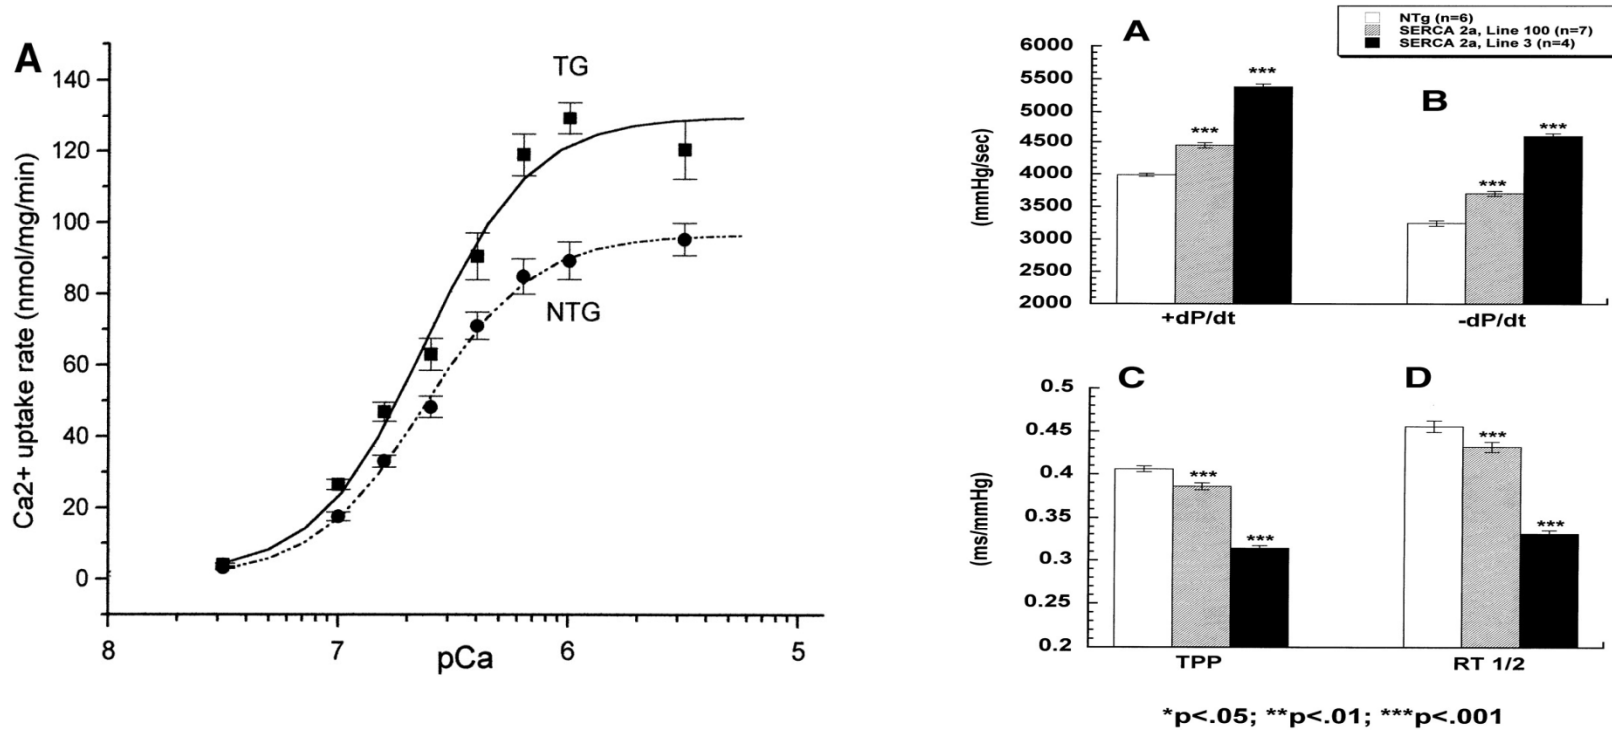 A
Ca2+ uptake rate (nmol/mg/min)
140
120
100
80
60
40
20
0
TG
NTG
8
7
6
5
pCa
NTg (n=6)
SERCA 2a, Line 100 (n=7)
SERCA 2a, Line 3 (n=4)
A
B
(mmHg/sec)
6000
5500
5000
4500
4000
3500
3000
2500
2000
***
***
***
***
+dP/dt
-dP/dt
C
D
(ms/mmHg)
0.5
0.45
0.4
0.35
0.3
0.25
0.2
***
***
***
***
TPP
RT 1/2
*p<.05; **p<.01; ***p<.001